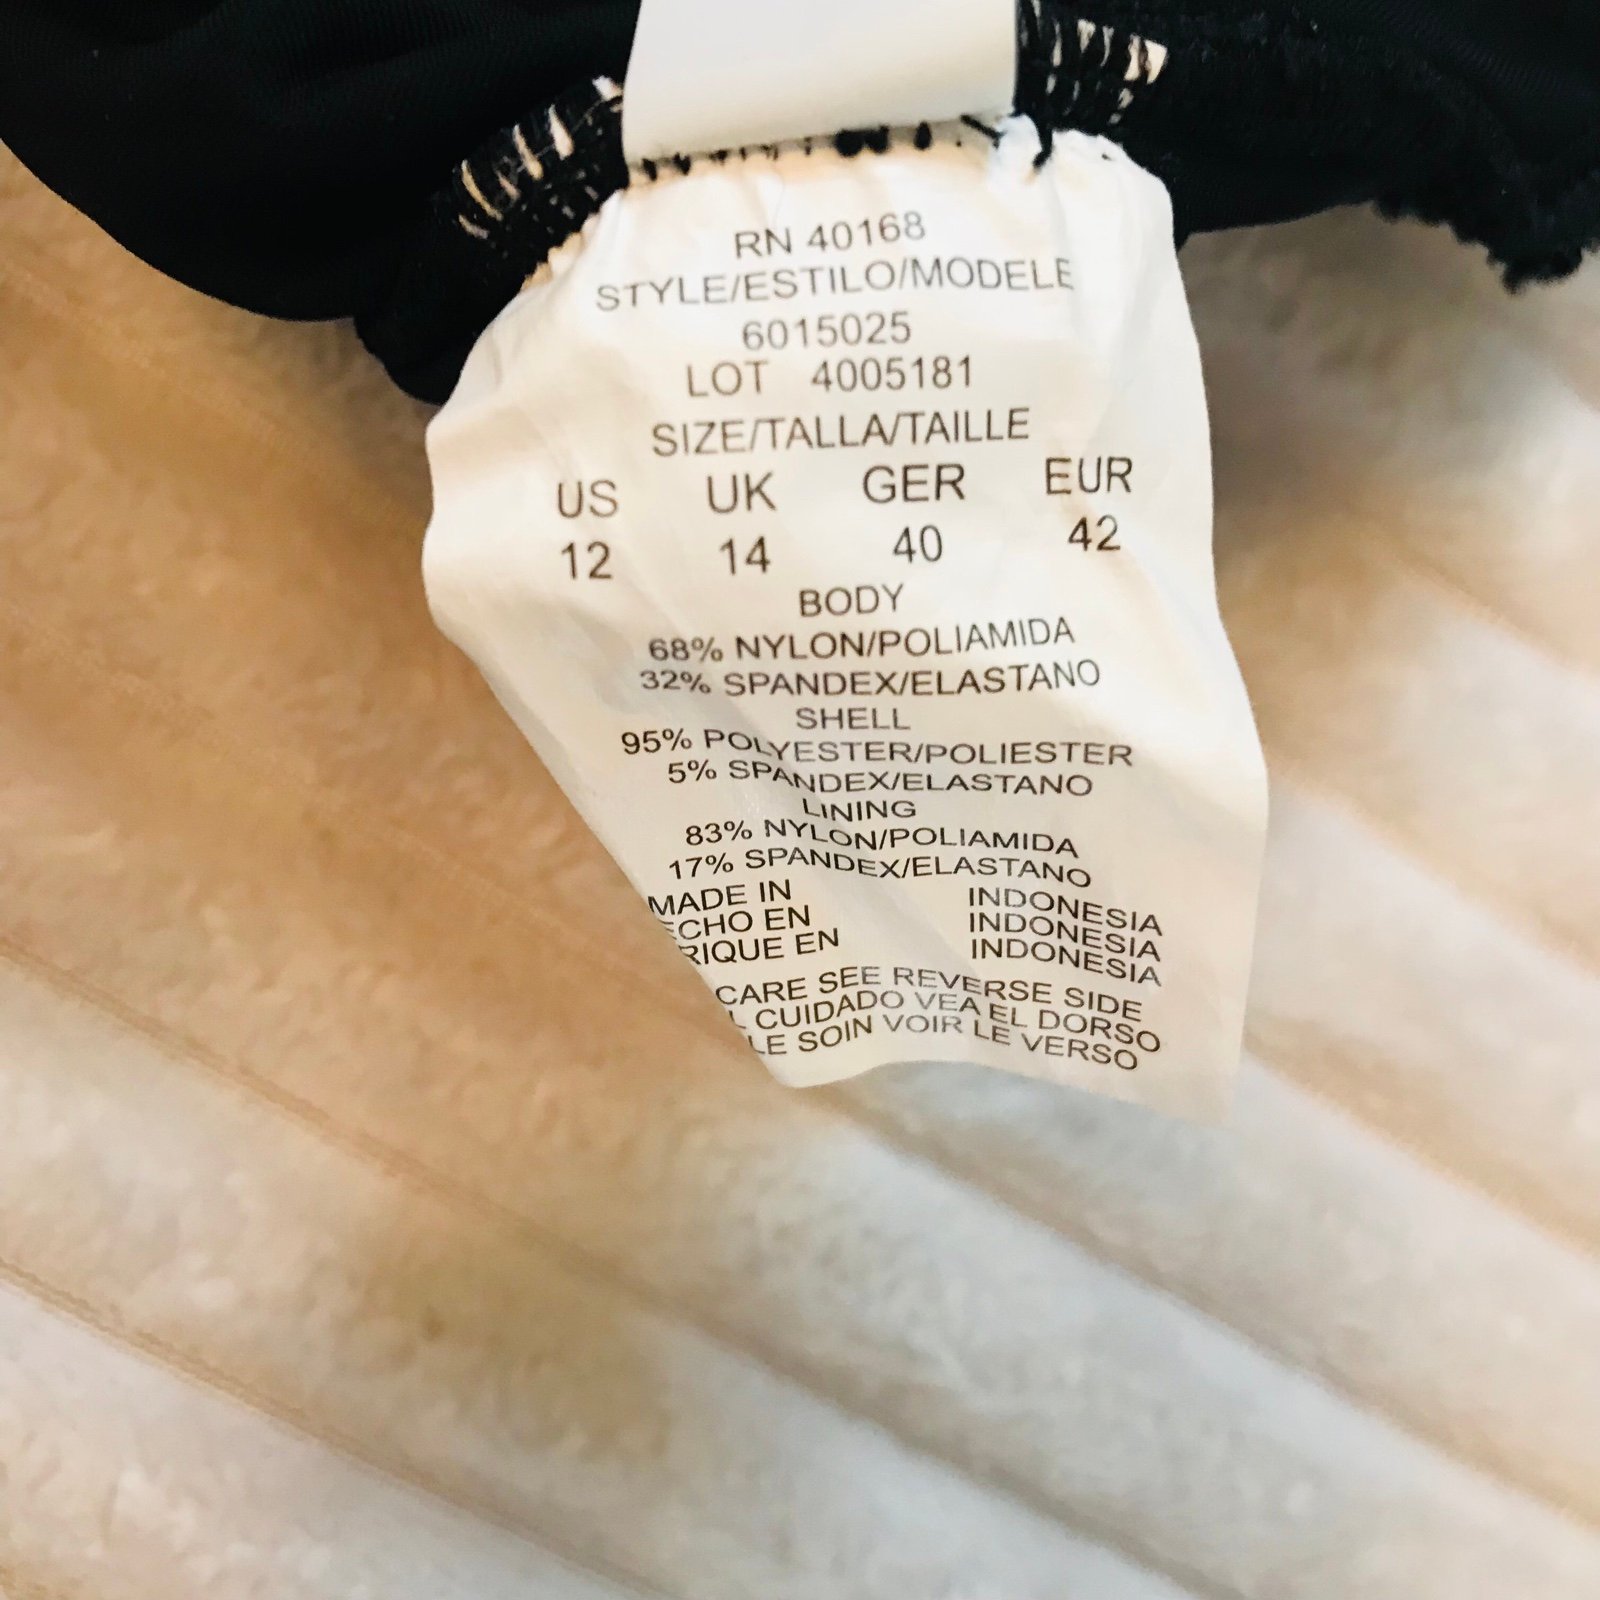 RN 40168
STYLE/ESTILO/MODELE
6015025
LOT 4005181
SIZE/TALLA/TAILLE
US UK GER EUR
12 14 40 42
BODY
68% NYLON/POLIAMIDA
32% SPANDEX/ELASTANO
SHELL
95% POLYESTER/POLIESTER
5% SPANDEX/ELASTANO
LINING
83% NYLON/POLIAMIDA
17% SPANDEX/ELASTANO
MADE IN INDONESIA
ECHO EN INDONESIA
RIQUE EN INDONESIA
CARE SEE REVERSE SIDE
L CUIDADO VEA EL DORSO
LE SOIN VOIR LE VERSO